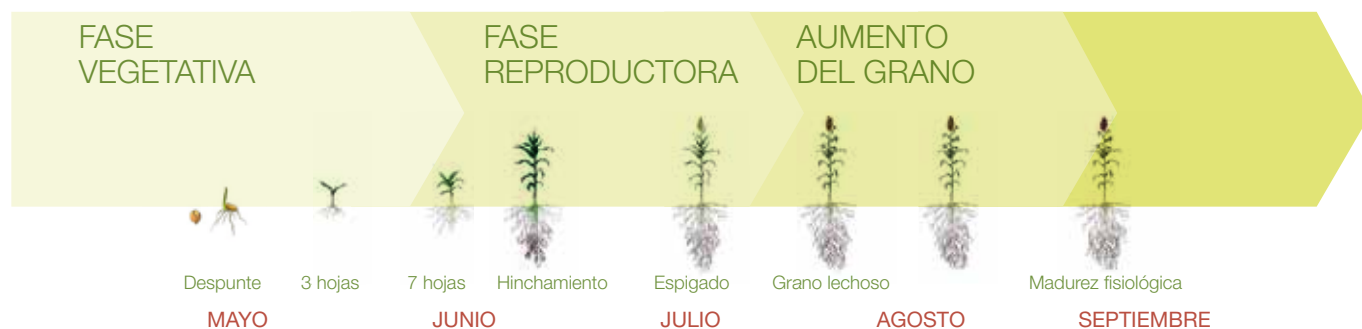 FASE
VEGETATIVA
FASE
REPRODUCTORA
AUMENTO
DEL GRANO
Despunte
3 hojas
7 hojas
Hinchamiento
Espigado
Grano lechoso
Madurez fisiológica
MAYO
JUNIO
JULIO
AGOSTO
SEPTIEMBRE